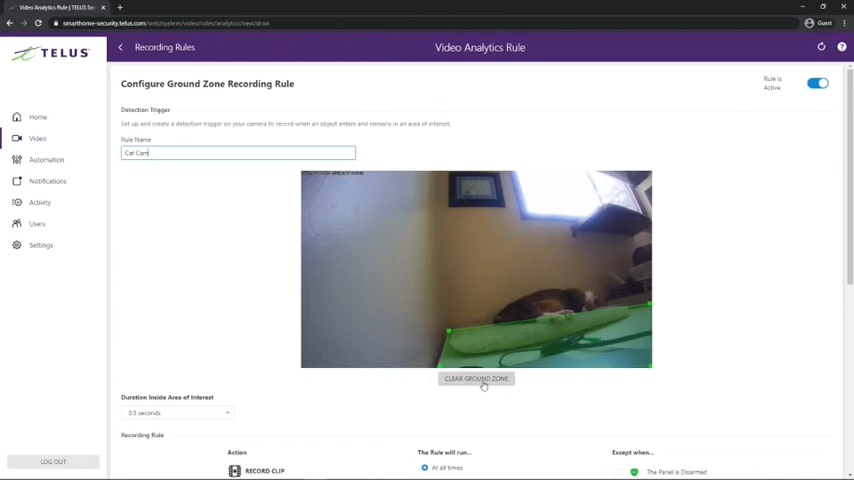 Video Analytics Rule | TELUS Sec
smarthome-security.telus.com/web/system/video/rules/analytics/new/draw
Guest
TELUS
Recording Rules
Video Analytics Rule
Home
Video
Automation
Notifications
Activity
Users
Settings
LOG OUT
Configure Ground Zone Recording Rule
Rule is
Active
Detection Trigger
Set up and create a detection trigger on your camera to record when an object enters and remains in an area of interest.
Rule Name
Cat Cam
CLEAR GROUND ZONE
Duration Inside Area of Interest
0.5 seconds
Recording Rule
Action
The Rule will run...
Except when...
RECORD CLIP
At all times
The Panel is Disarmed